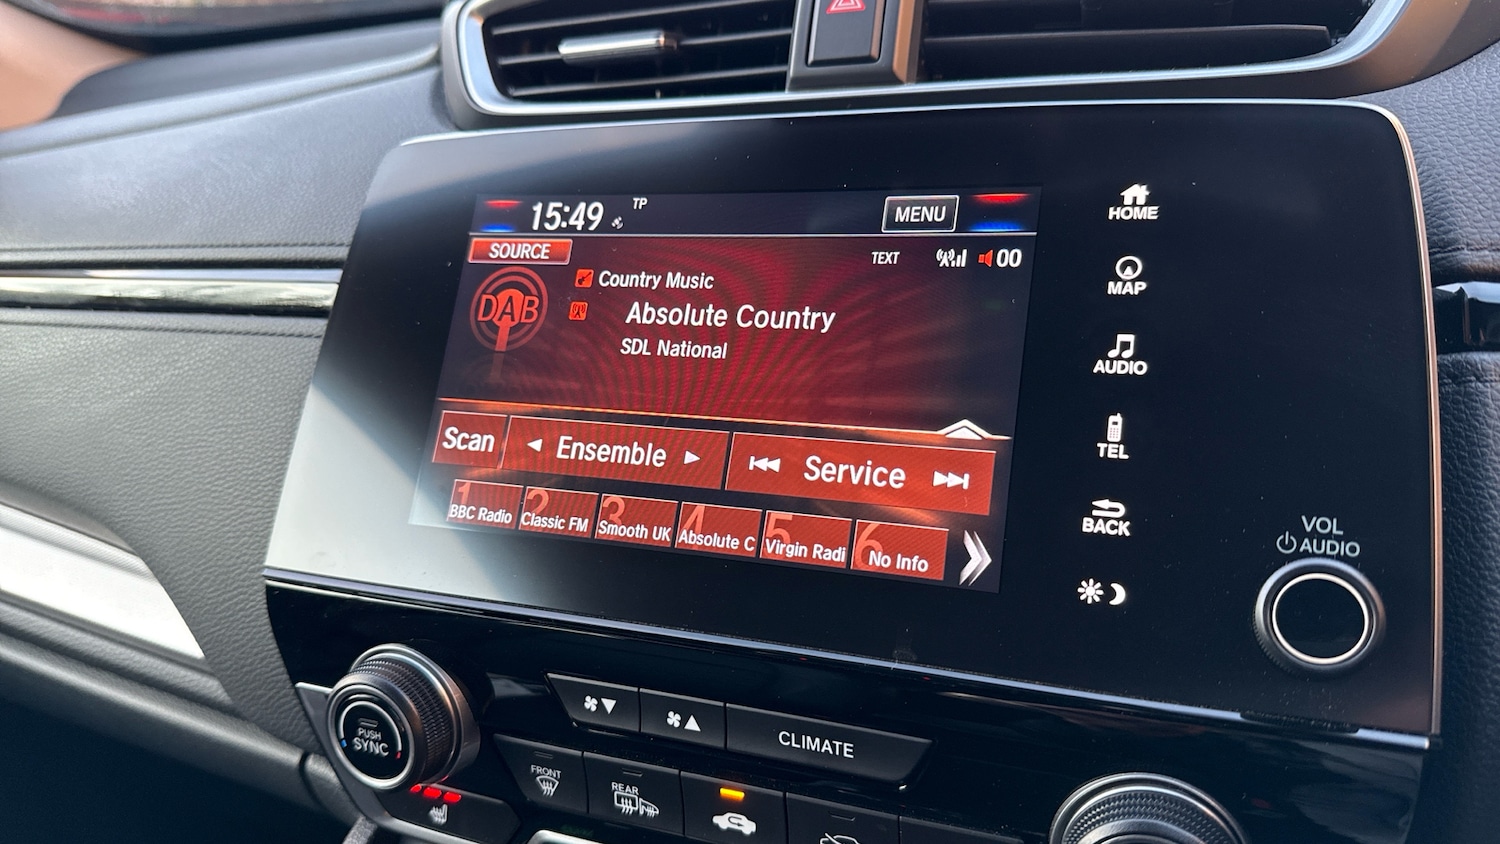 15:49
TP
MENU
SOURCE
TEXT
00
DAB
Country Music
Absolute Country
SDL National
Scan
Ensemble
Service
1 BBC Radio
2 Classic FM
3 Smooth UK
4 Absolute C
5 Virgin Radi
6 No Info
HOME
MAP
AUDIO
TEL
BACK
VOL
AUDIO
PUSH
SYNC
CLIMATE
FRONT
REAR